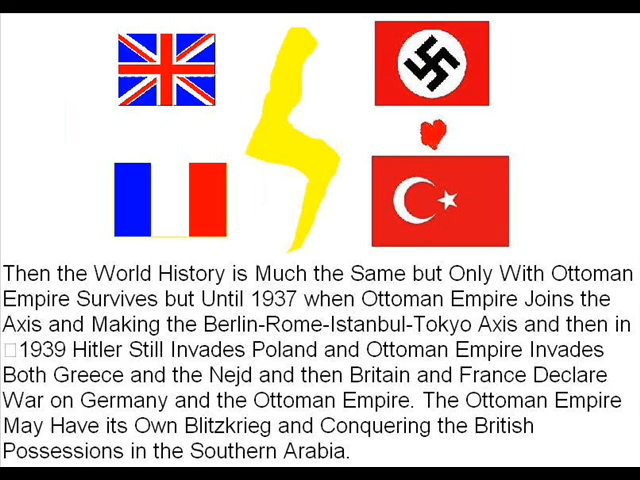 Then the World History is Much the Same but Only With Ottoman
Empire Survives but Until 1937 when Ottoman Empire Joins the
Axis and Making the Berlin-Rome-Istanbul-Tokyo Axis and then in
□1939 Hitler Still Invades Poland and Ottoman Empire Invades
Both Greece and the Nejd and then Britain and France Declare
War on Germany and the Ottoman Empire. The Ottoman Empire
May Have its Own Blitzkrieg and Conquering the British
Possessions in the Southern Arabia.